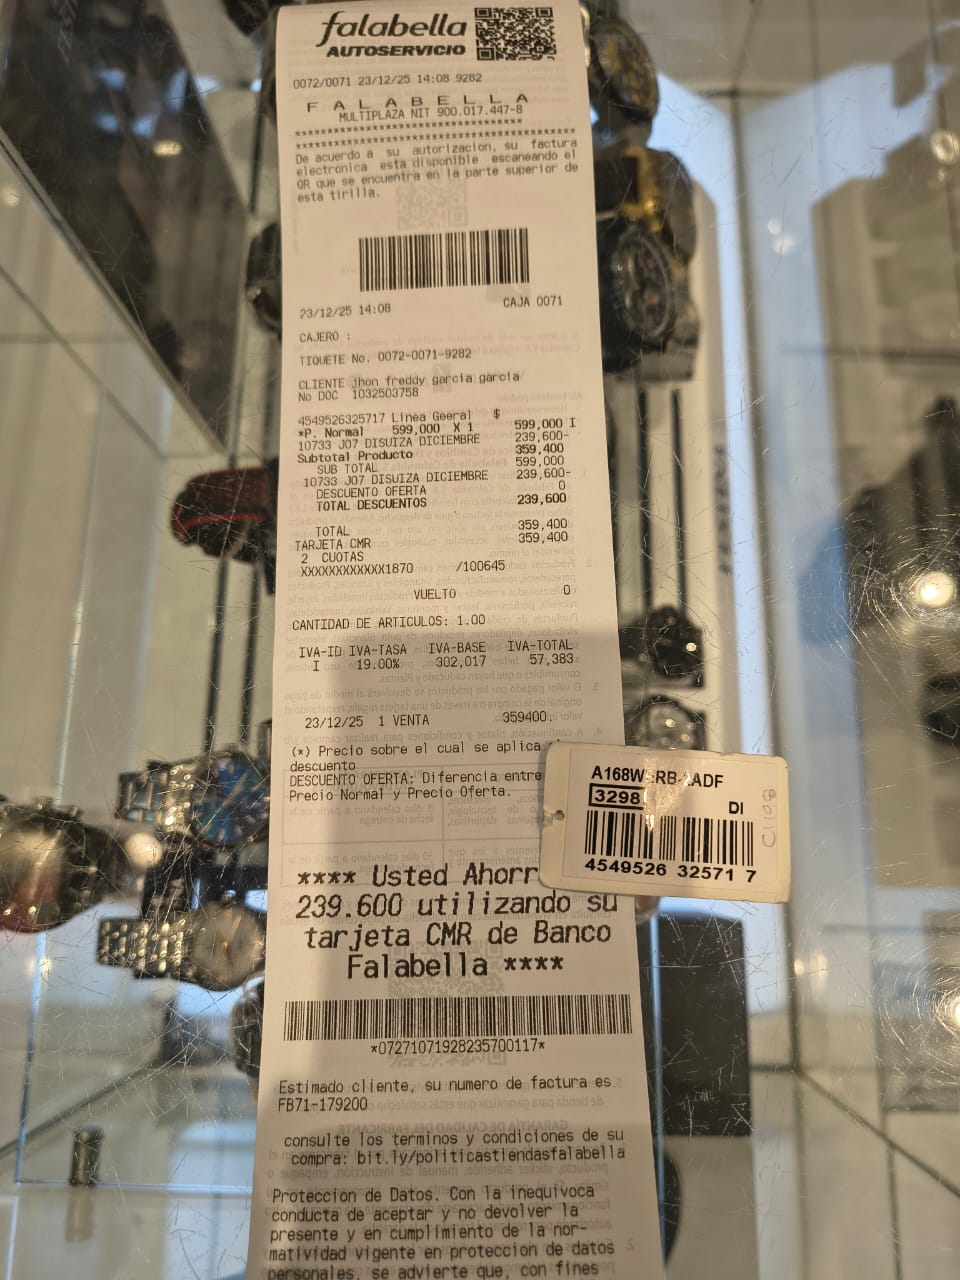 falabella
AUTOSERVICIO
0072/0071 23/12/25 14:08 9282
F A L A B E L L A
MULTIPLAZA NIT 900.017.447-8
****************************************
****************************************
De acuerdo a su autorizacion, su factura
electronica esta disponible escaneando el
QR que se encuentra en la parte superior de
esta tirilla.
23/12/25 14:08 CAJA 0071
CAJERO :
TIQUETE No. 0072-0071-9282
CLIENTE jhon freddy garcia garcia
No DOC 1032503758
4549526325717 Linea Geeral $
*P. Normal 599,000 X 1 599,000 I
10733 J07 DISUIZA DICIEMBRE 239,600-
Subtotal Producto 359,400
SUB TOTAL 599,000
10733 J07 DISUIZA DICIEMBRE 239,600-
DESCUENTO OFERTA 0
TOTAL DESCUENTOS 239,600
TOTAL 359,400
TARJETA CMR 359,400
2 CUOTAS
XXXXXXXXXXXX1870 /100645
VUELTO 0
CANTIDAD DE ARTICULOS: 1.00
IVA-ID IVA-TASA IVA-BASE IVA-TOTAL
I 19.00% 302,017 57,383
23/12/25 1 VENTA 359400.
(*) Precio sobre el cual se aplica
descuento
DESCUENTO OFERTA: Diferencia entre
Precio Normal y Precio Oferta.
A168W
3298
DI
4549526 32571 7
**** Usted Ahorr
239.600 utilizando su
tarjeta CMR de Banco
Falabella ****
*07271071928235700117*
Estimado cliente, su numero de factura es
FB71-179200
consulte los terminos y condiciones de su
compra: bit.ly/politicastiendasfalabella
Proteccion de Datos. Con la inequivoca
conducta de aceptar y no devolver la
presente y en cumplimiento de la nor-
matividad vigente en proteccion de datos
personales, se advierte que, con fines